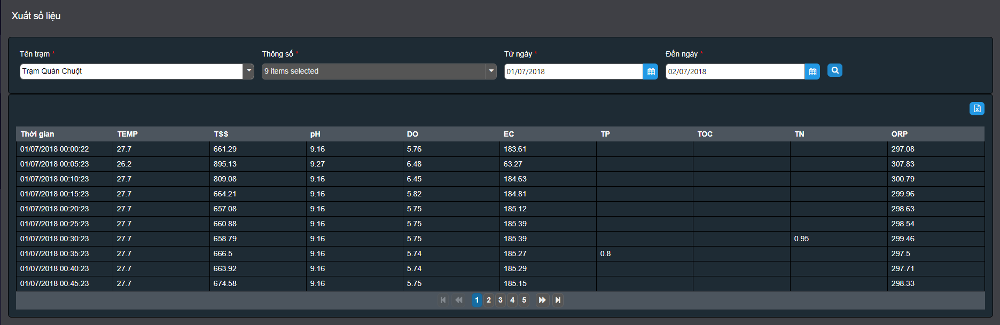 Xuất số liệu
Tên trạm * Thông số * Từ ngày * Đến ngày *
Trạm Quán Chuột 9 items selected 01/07/2018 02/07/2018
Thời gian TEMP TSS pH DO EC TP TOC TN ORP
01/07/2018 00:00:22 27.7 661.29 9.16 5.76 183.61 297.08
01/07/2018 00:05:23 26.2 895.13 9.27 6.48 63.27 307.83
01/07/2018 00:10:23 27.7 809.08 9.16 6.45 184.63 300.79
01/07/2018 00:15:23 27.7 664.21 9.16 5.82 184.81 299.96
01/07/2018 00:20:23 27.7 657.08 9.16 5.75 185.12 298.63
01/07/2018 00:25:23 27.7 660.88 9.16 5.75 185.39 298.54
01/07/2018 00:30:23 27.7 658.79 9.16 5.75 185.39 0.95 299.46
01/07/2018 00:35:23 27.7 666.5 9.16 5.74 185.27 0.8 297.5
01/07/2018 00:40:23 27.7 663.92 9.16 5.74 185.29 297.71
01/07/2018 00:45:23 27.7 674.58 9.16 5.75 185.15 298.33
1 2 3 4 5